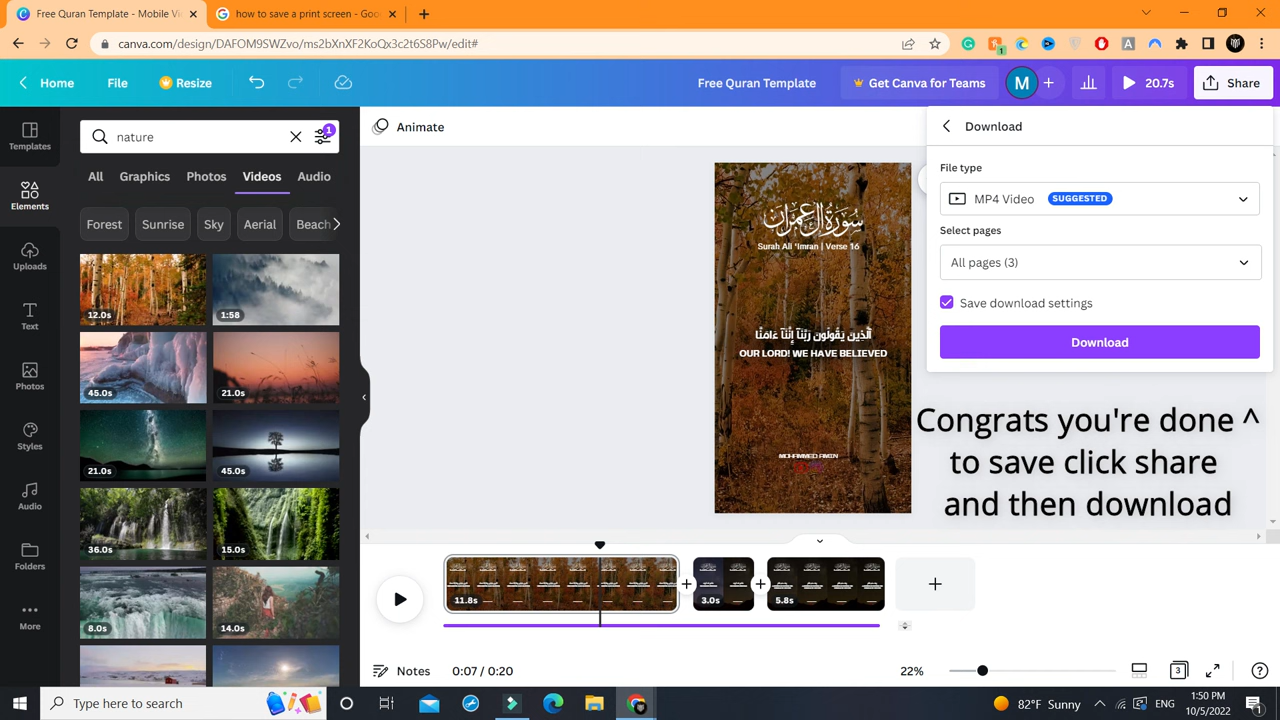 Free Quran Template - Mobile Vi
how to save a print screen - Goo
canva.com/design/DAFOM9SWZvo/ms2bXnXF2KoQx3c2t6S8Pw/edit#
Home
File
Resize
Free Quran Template
Get Canva for Teams
M
20.7s
Share
Templates
Elements
Uploads
Text
Photos
Styles
Audio
Folders
More
nature
1
All
Graphics
Photos
Videos
Audio
Forest
Sunrise
Sky
Aerial
Beach
12.0s
1:58
45.0s
21.0s
21.0s
45.0s
36.0s
15.0s
8.0s
14.0s
Animate
سورة آل عمران
Surah Ali 'Imran | Verse 16
ٱلَّذِينَ يَقُولُونَ رَبَّنَآ إِنَّنَآ ءَامَنَّا
OUR LORD! WE HAVE BELIEVED
MOHAMMED AMIN
Download
File type
MP4 Video
SUGGESTED
Select pages
All pages (3)
Save download settings
Download
Congrats you're done ^
to save click share
and then download
11.8s
3.0s
5.8s
Notes
0:07 / 0:20
22%
3
Type here to search
82°F Sunny
ENG
1:50 PM
10/5/2022
1